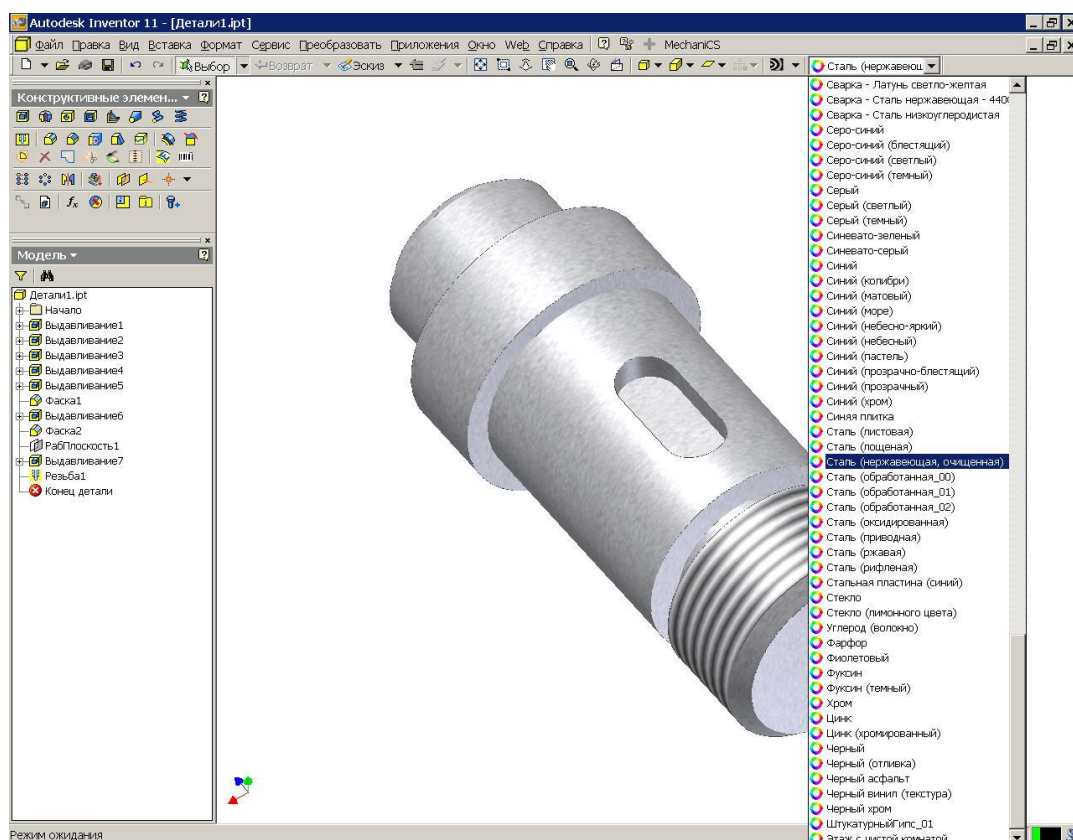 Autodesk Inventor 11 - [Детали1.ipt]
Файл Правка Вид Вставка Формат Сервис Преобразовать Приложения Окно Web Справка MechaniCS
Выбор Возврат Эскиз Сталь (нержавеющ
Конструктивные элемен...
Модель
Детали1.ipt
Начало
Выдавливание1
Выдавливание2
Выдавливание3
Выдавливание4
Выдавливание5
Фаска1
Выдавливание6
Фаска2
РабПлоскость1
Выдавливание7
Резьба1
Конец детали
Сварка - Латунь светло-желтая
Сварка - Сталь нержавеющая - 440
Сварка - Сталь низкоуглеродистая
Серо-синий
Серо-синий (блестящий)
Серо-синий (светлый)
Серо-синий (темный)
Серый
Серый (светлый)
Серый (темный)
Синевато-зеленый
Синевато-серый
Синий
Синий (колибри)
Синий (матовый)
Синий (море)
Синий (небесно-яркий)
Синий (небесный)
Синий (пастель)
Синий (прозрачно-блестящий)
Синий (прозрачный)
Синий (хром)
Синяя плитка
Сталь (листовая)
Сталь (лощеная)
Сталь (нержавеющая, очищенная)
Сталь (обработанная_00)
Сталь (обработанная_01)
Сталь (обработанная_02)
Сталь (оксидированная)
Сталь (приводная)
Сталь (ржавая)
Сталь (рифленая)
Стальная пластина (синий)
Стекло
Стекло (лимонного цвета)
Углерод (волокно)
Фарфор
Фиолетовый
Фуксин
Фуксин (темный)
Хром
Цинк
Цинк (хромированный)
Черный
Черный (отливка)
Черный асфальт
Черный винил (текстура)
Черный хром
ШтукатурныйГипс_01
Этаж с чистой комнатой
Режим ожидания